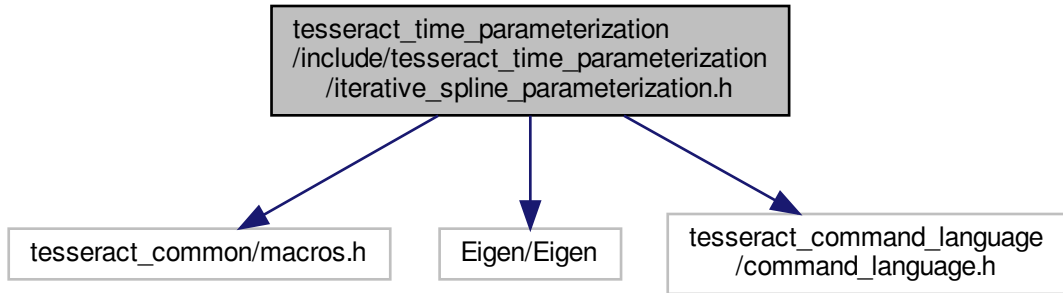 tesseract_time_parameterization
/include/tesseract_time_parameterization
/iterative_spline_parameterization.h
tesseract_common/macros.h
Eigen/Eigen
tesseract_command_language
/command_language.h